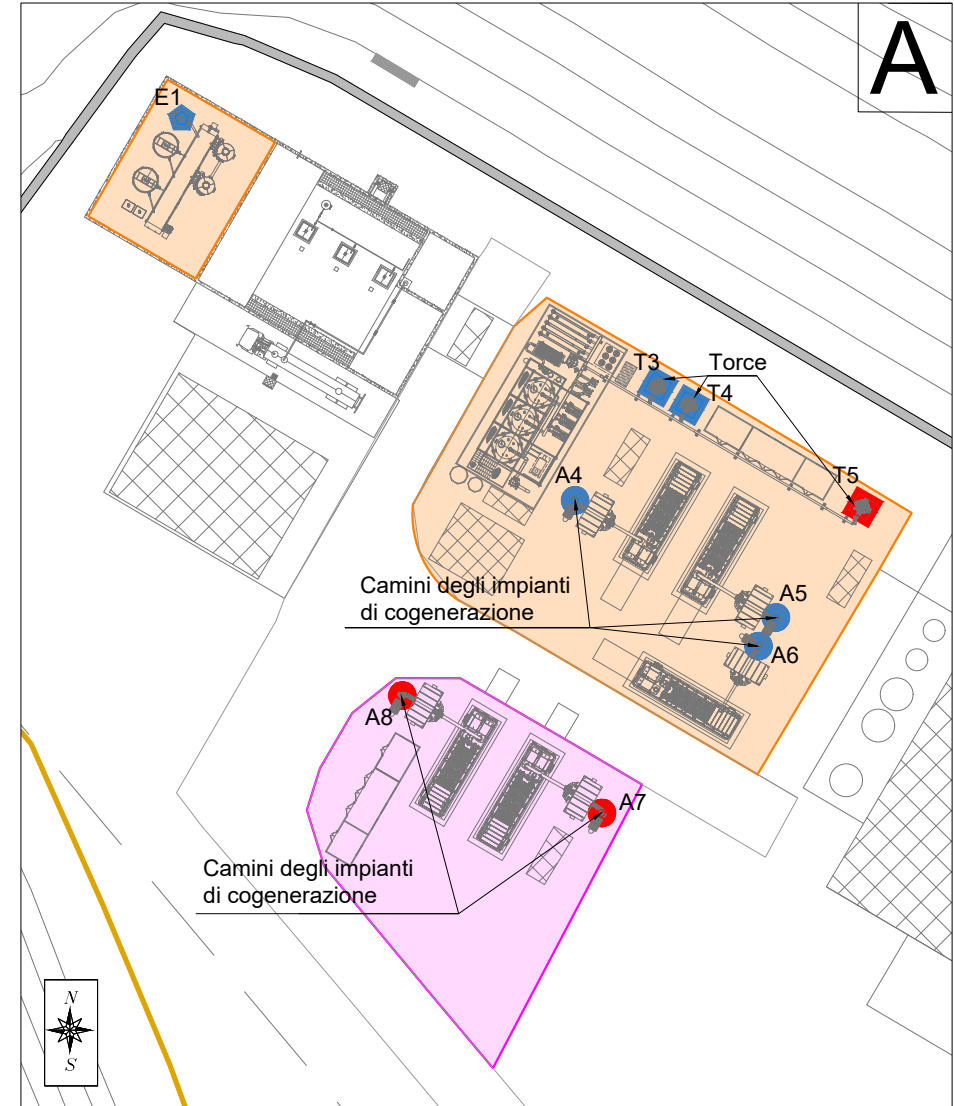 A
E1
T3
Torce
T4
T5
A4
Camini degli impianti
di cogenerazione
A5
A6
A8
A7
Camini degli impianti
di cogenerazione
N
S